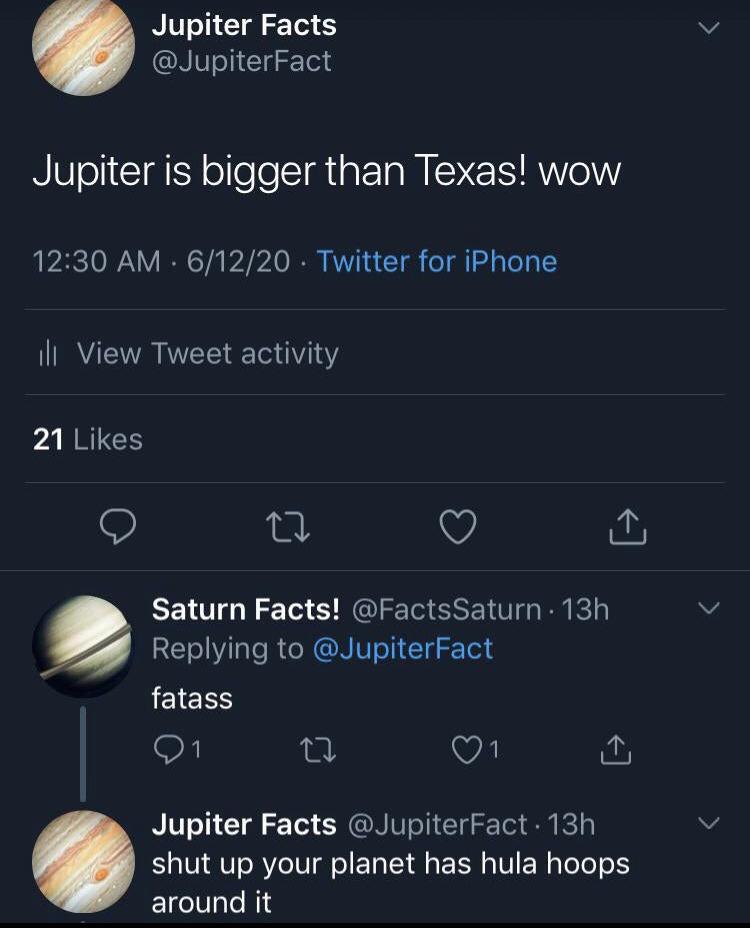 Jupiter Facts
@JupiterFact
Jupiter is bigger than Texas! wow
12:30 AM · 6/12/20 · Twitter for iPhone
View Tweet activity
21 Likes
Saturn Facts! @FactsSaturn · 13h
Replying to @JupiterFact
fatass
1 1
Jupiter Facts @JupiterFact · 13h
shut up your planet has hula hoops
around it